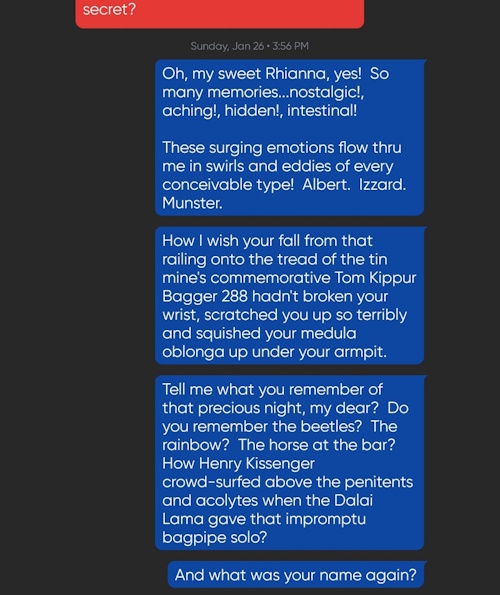 secret?
Sunday, Jan 26 • 3:56 PM
Oh, my sweet Rhianna, yes!  So
many memories...nostalgic!,
aching!, hidden!, intestinal!
These surging emotions flow thru
me in swirls and eddies of every
conceivable type!  Albert.  Izzard.
Munster.
How I wish your fall from that
railing onto the tread of the tin
mine's commemorative Tom Kippur
Bagger 288 hadn't broken your
wrist, scratched you up so terribly
and squished your medula
oblonga up under your armpit.
Tell me what you remember of
that precious night, my dear?  Do
you remember the beetles?  The
rainbow?  The horse at the bar?
How Henry Kissenger
crowd-surfed above the penitents
and acolytes when the Dalai
Lama gave that impromptu
bagpipe solo?
And what was your name again?